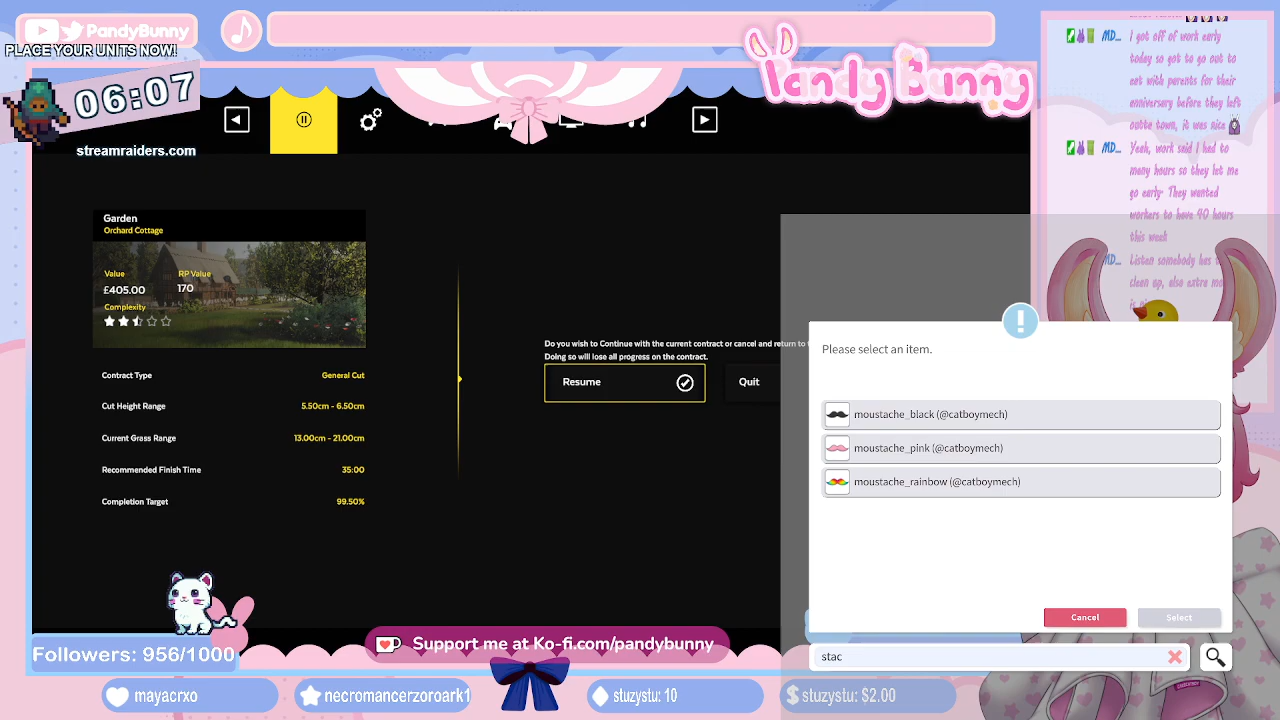 PandyBunny
PLACE YOUR UNITS NOW!
06:07
streamraiders.com
Pandy Bunny
Garden
Orchard Cottage
Value
RP Value
£405.00
170
Complexity
Contract Type
General Cut
Cut Height Range
5.50cm - 6.50cm
Current Grass Range
13.00cm - 21.00cm
Recommended Finish Time
35:00
Completion Target
99.50%
Do you wish to Continue with the current contract or cancel and return to
Doing so will lose all progress on the contract.
Resume
Quit
MD...
I got off of work early
today so got to go out to
eat with parents for their
anniversary before they left
outta town, it was nice
MD...
Yeah, work said I had to
many hours so they let me
go early- They wanted
workers to have 40 hours
this week
MD...
Listen somebody has
clean up, also extra
Please select an item.
moustache_black (@catboymech)
moustache_pink (@catboymech)
moustache_rainbow (@catboymech)
Cancel
Select
stac
Support me at Ko-fi.com/pandybunny
Followers: 956/1000
mayacrxo
necromancerzoroark1
stuzystu: 10
stuzystu: $2.00